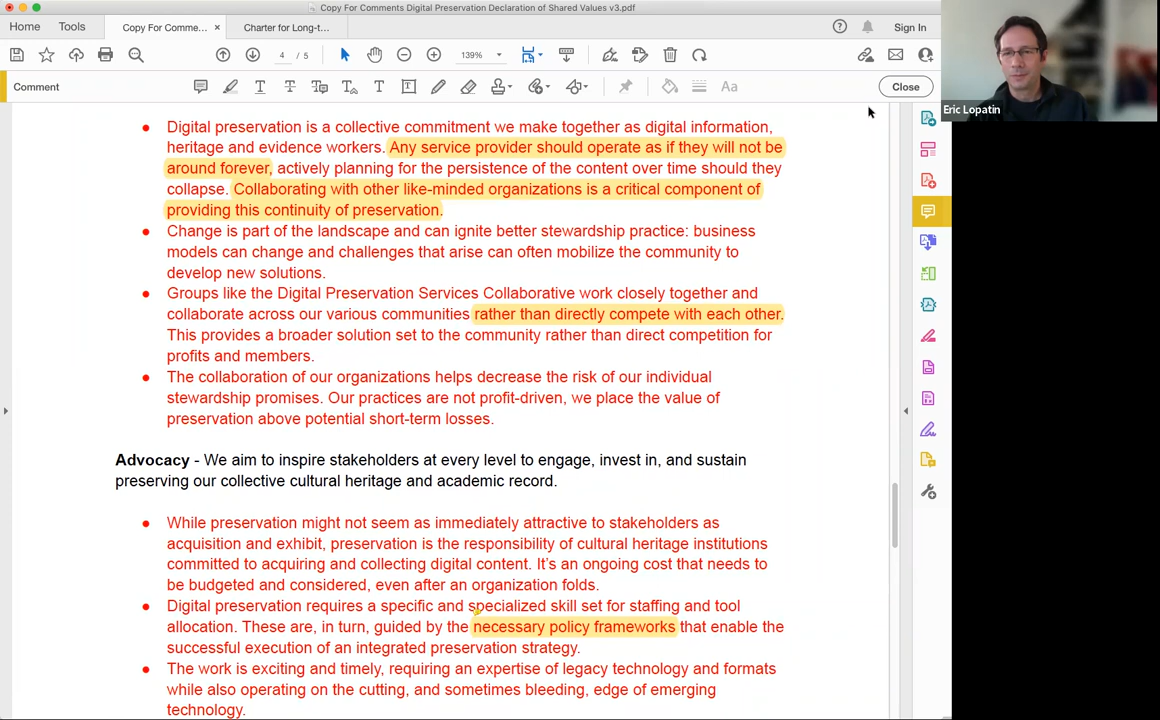 Copy For Comments Digital Preservation Declaration of Shared Values v3.pdf
Home Tools Copy For Comme... × Charter for Long-t... Sign In
4 / 5 139%
Comment Aa Close
Eric Lopatin
• Digital preservation is a collective commitment we make together as digital information,
heritage and evidence workers. Any service provider should operate as if they will not be
around forever, actively planning for the persistence of the content over time should they
collapse. Collaborating with other like-minded organizations is a critical component of
providing this continuity of preservation.
• Change is part of the landscape and can ignite better stewardship practice: business
models can change and challenges that arise can often mobilize the community to
develop new solutions.
• Groups like the Digital Preservation Services Collaborative work closely together and
collaborate across our various communities rather than directly compete with each other.
This provides a broader solution set to the community rather than direct competition for
profits and members.
• The collaboration of our organizations helps decrease the risk of our individual
stewardship promises. Our practices are not profit-driven, we place the value of
preservation above potential short-term losses.
Advocacy - We aim to inspire stakeholders at every level to engage, invest in, and sustain
preserving our collective cultural heritage and academic record.
• While preservation might not seem as immediately attractive to stakeholders as
acquisition and exhibit, preservation is the responsibility of cultural heritage institutions
committed to acquiring and collecting digital content. It's an ongoing cost that needs to
be budgeted and considered, even after an organization folds.
• Digital preservation requires a specific and specialized skill set for staffing and tool
allocation. These are, in turn, guided by the necessary policy frameworks that enable the
successful execution of an integrated preservation strategy.
• The work is exciting and timely, requiring an expertise of legacy technology and formats
while also operating on the cutting, and sometimes bleeding, edge of emerging
technology.